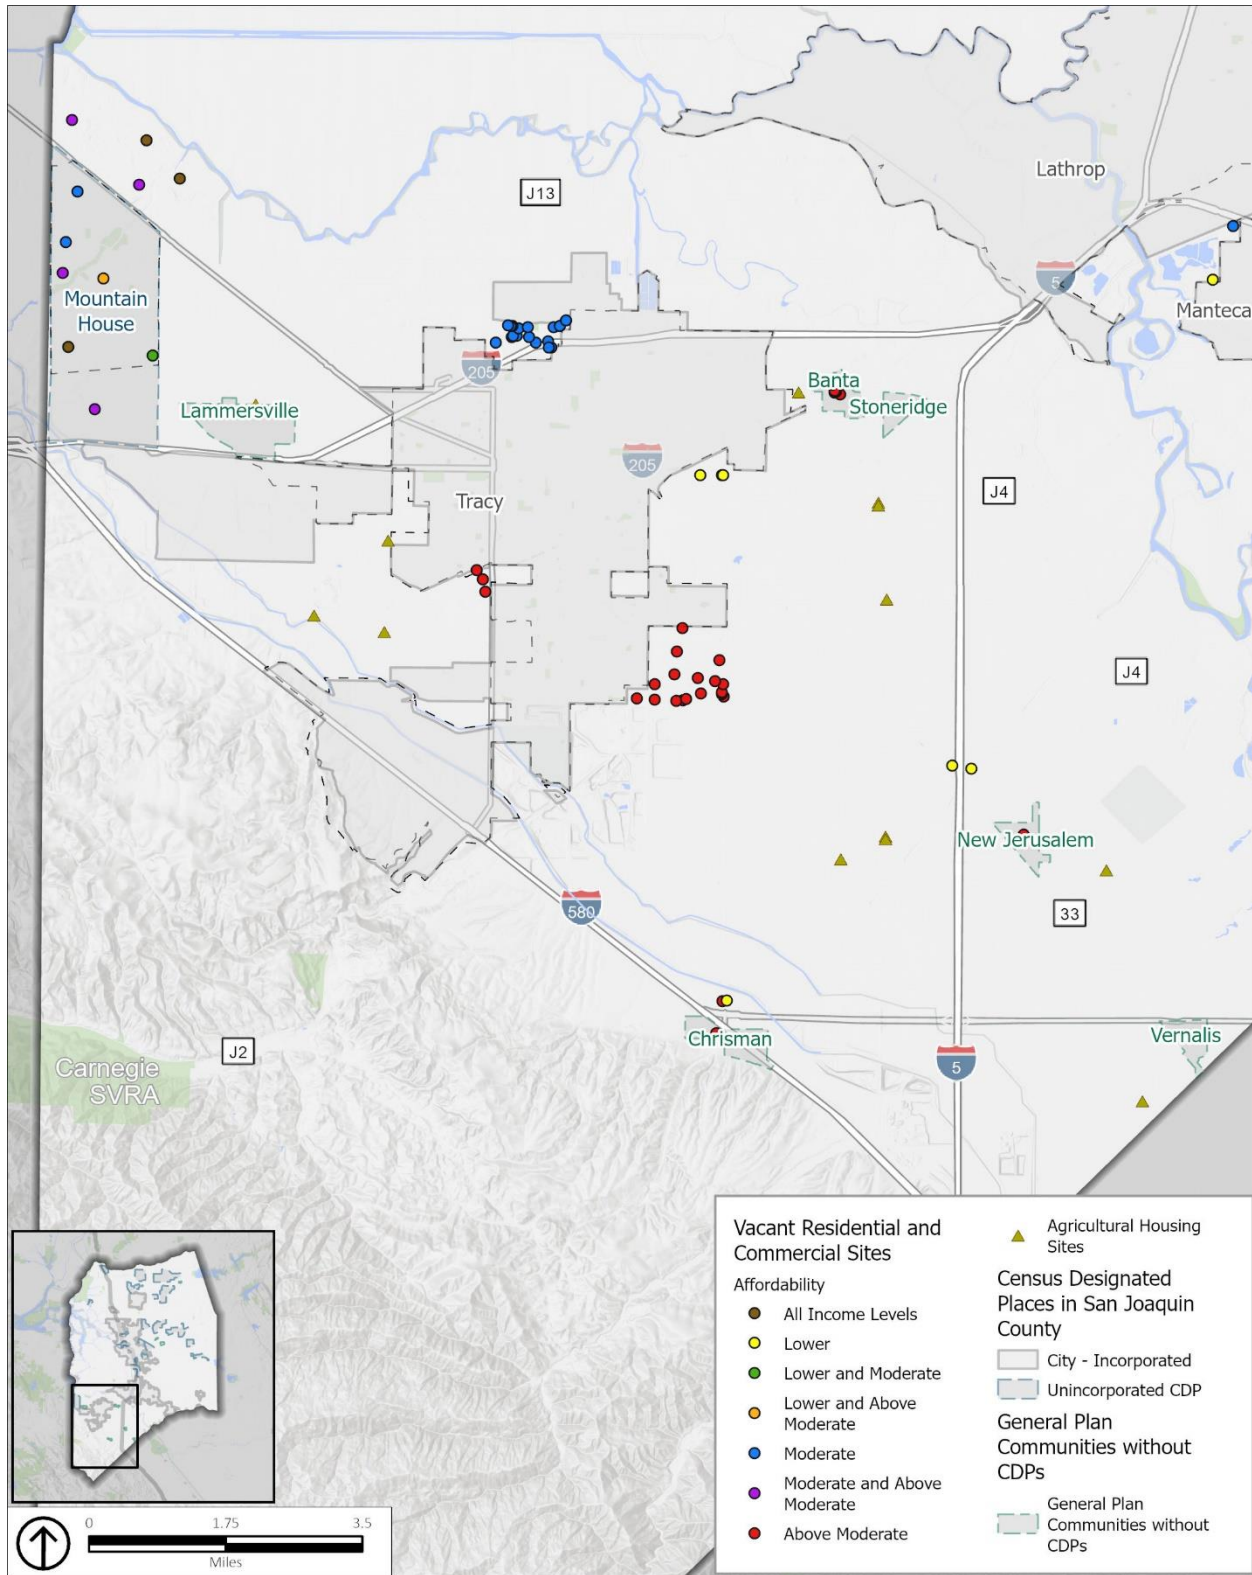 Lathrop
J13
5
Manteca
Mountain
House
205
Banta
Lammersville
Stoneridge
205
J4
Tracy
J4
New Jerusalem
580
33
Chrisman
Vernalis
J2
5
Carnegie
SVRA
Vacant Residential and
Commercial Sites
Affordability
All Income Levels
Lower
Lower and Moderate
Lower and Above
Moderate
Moderate
Moderate and Above
Moderate
Above Moderate
Agricultural Housing
Sites
Census Designated
Places in San Joaquin
County
City - Incorporated
Unincorporated CDP
General Plan
Communities without
CDPs
General Plan
Communities without
CDPs
0 1.75 3.5
Miles